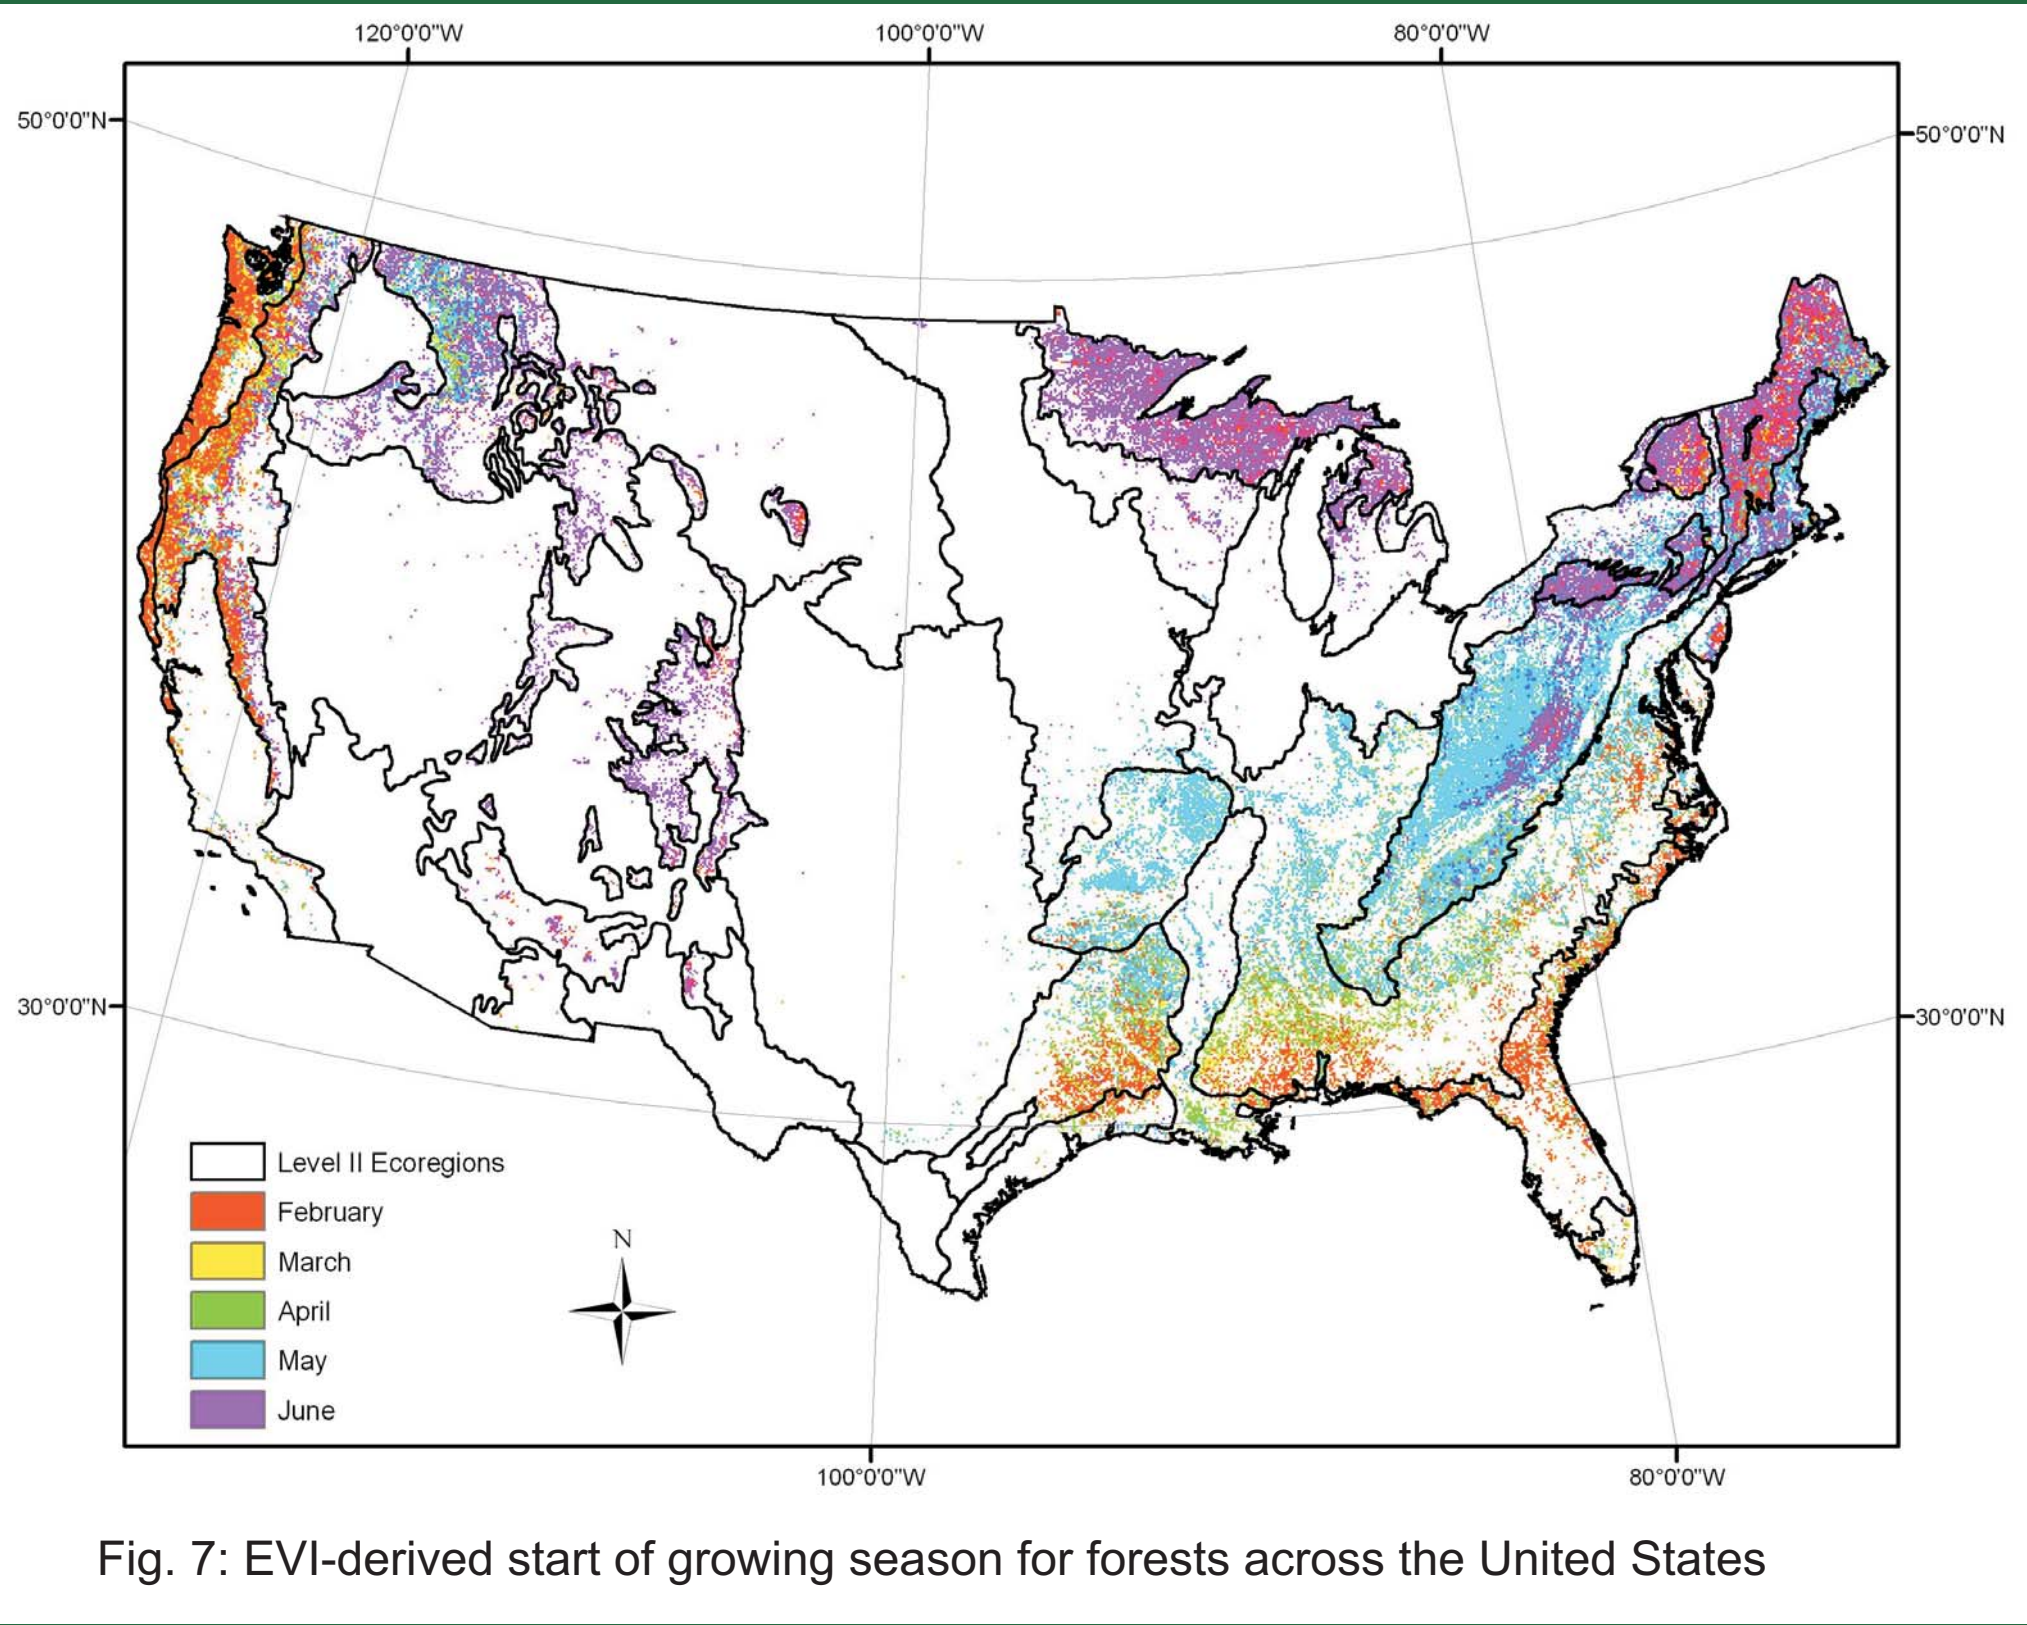 120°0'0"W 100°0'0"W 80°0'0"W
50°0'0"N 50°0'0"N
30°0'0"N 30°0'0"N
Level II Ecoregions
February
March
April
May
June
N
100°0'0"W 80°0'0"W
Fig. 7: EVI-derived start of growing season for forests across the United States